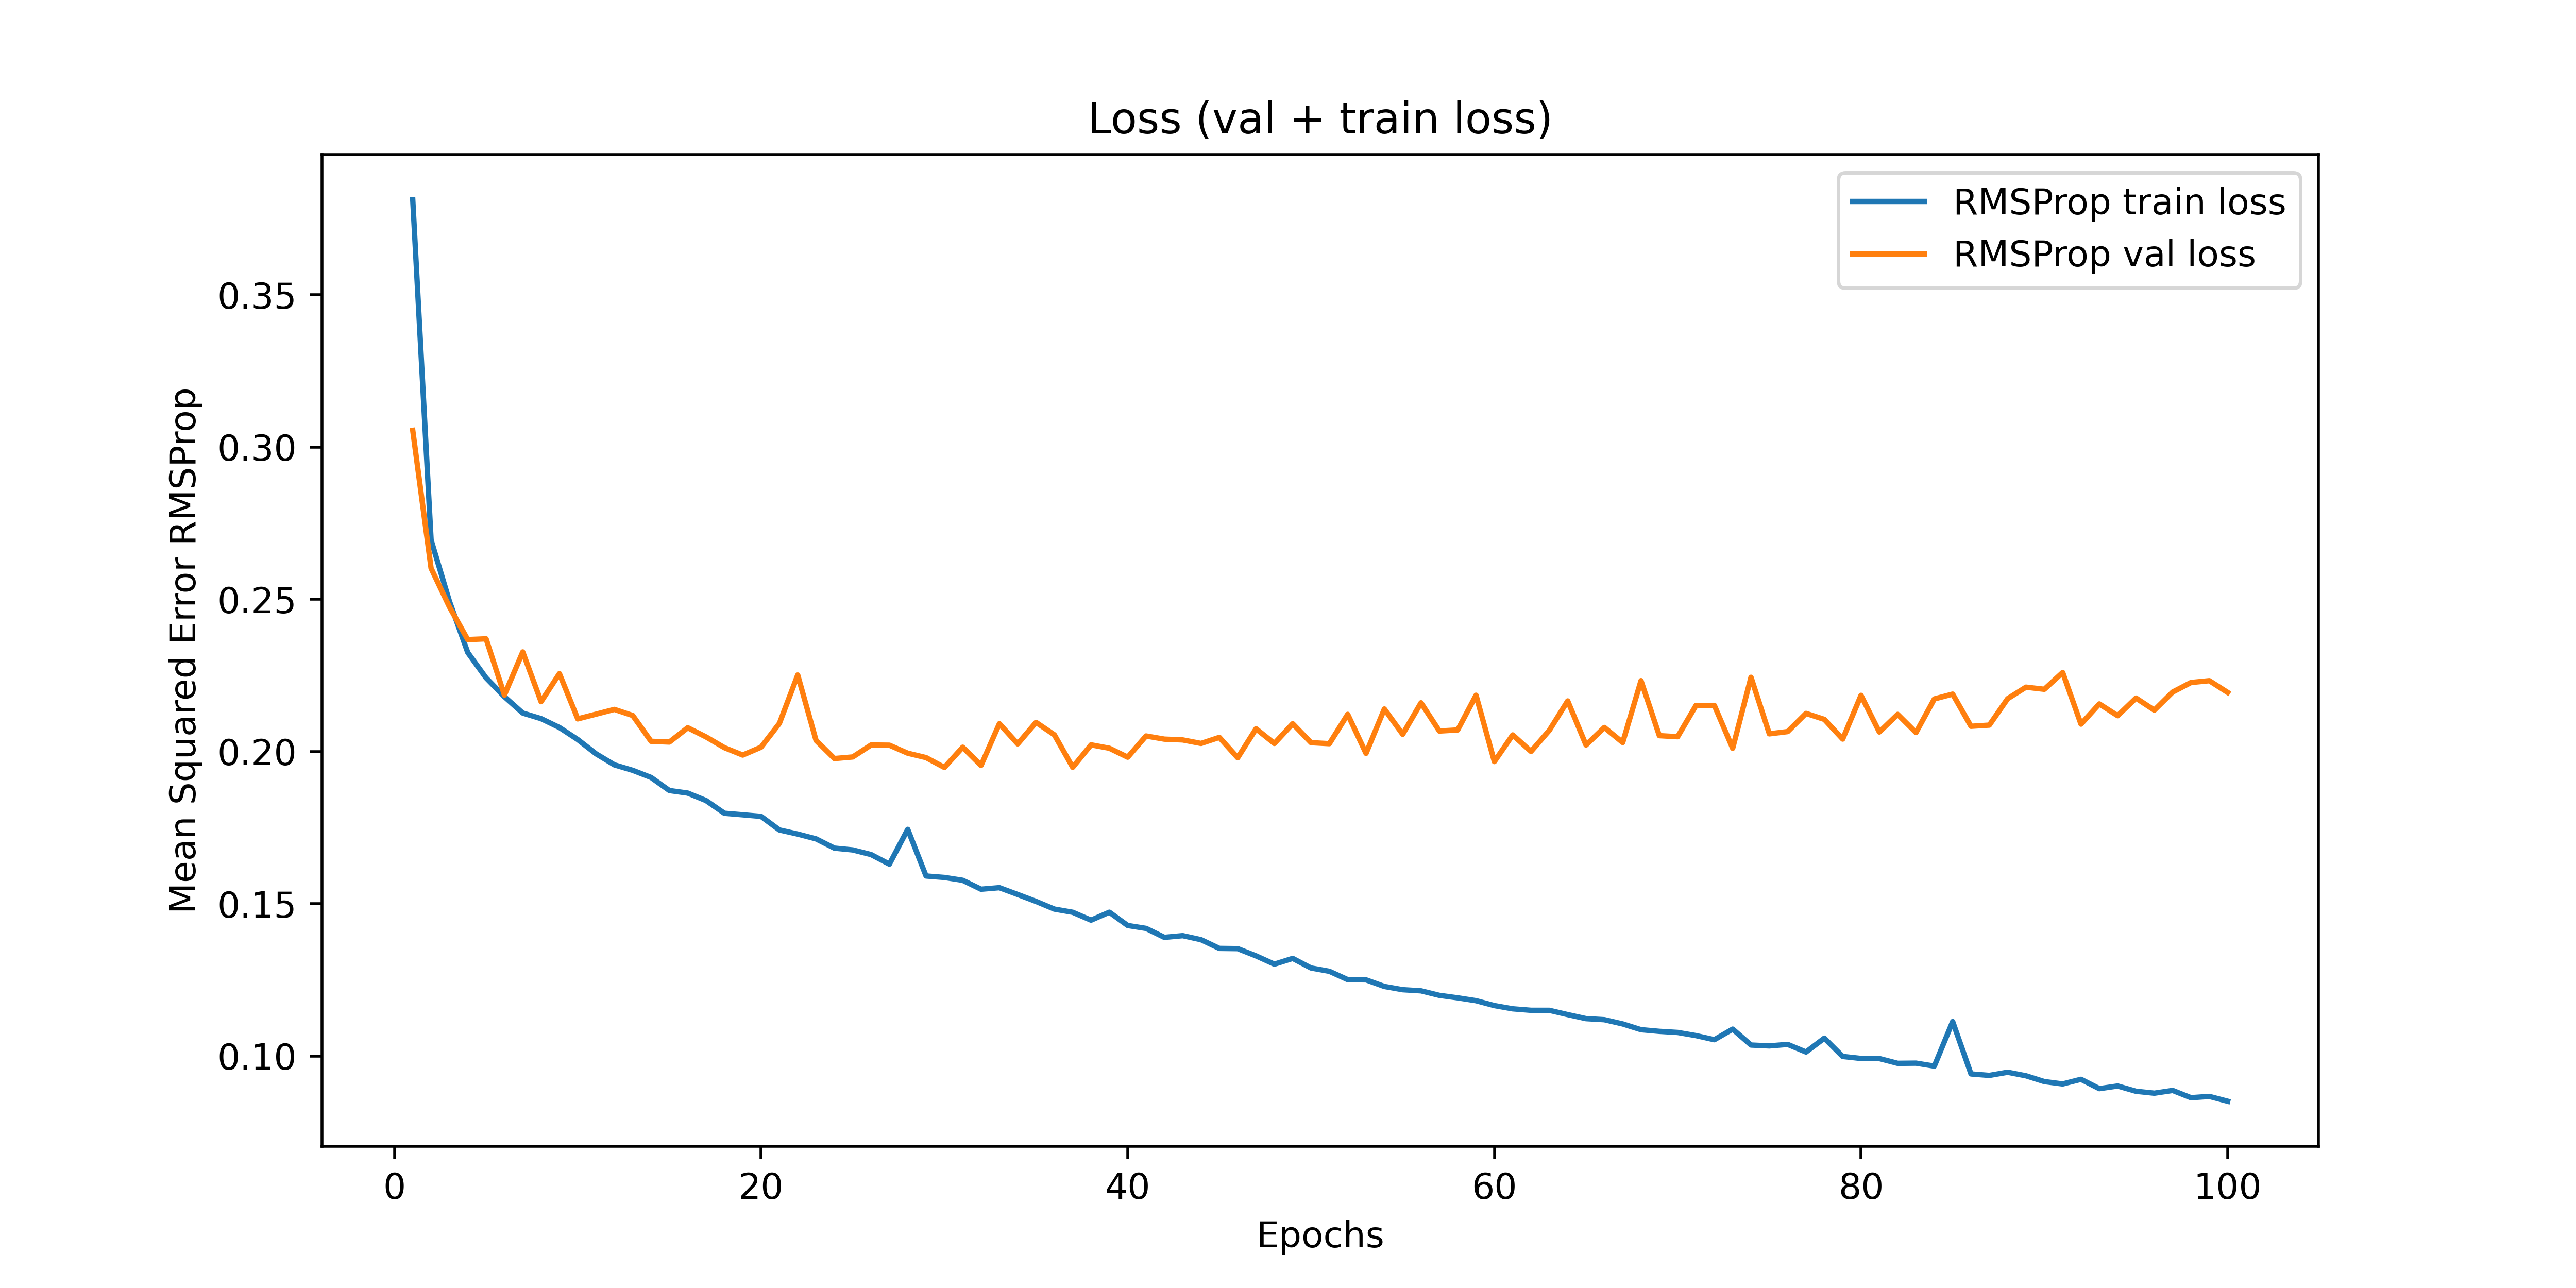 Loss (val + train loss)
RMSProp train loss
RMSProp val loss
Mean Squared Error RMSProp
0.35
0.30
0.25
0.20
0.15
0.10
0 20 40 60 80 100
Epochs